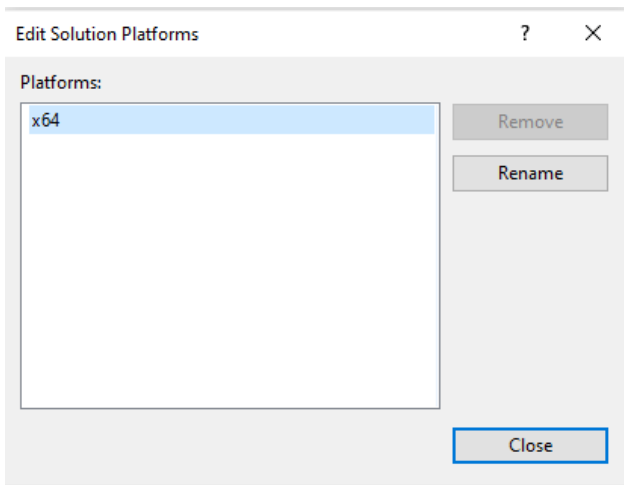 Edit Solution Platforms
Platforms:
x64
Remove
Rename
Close